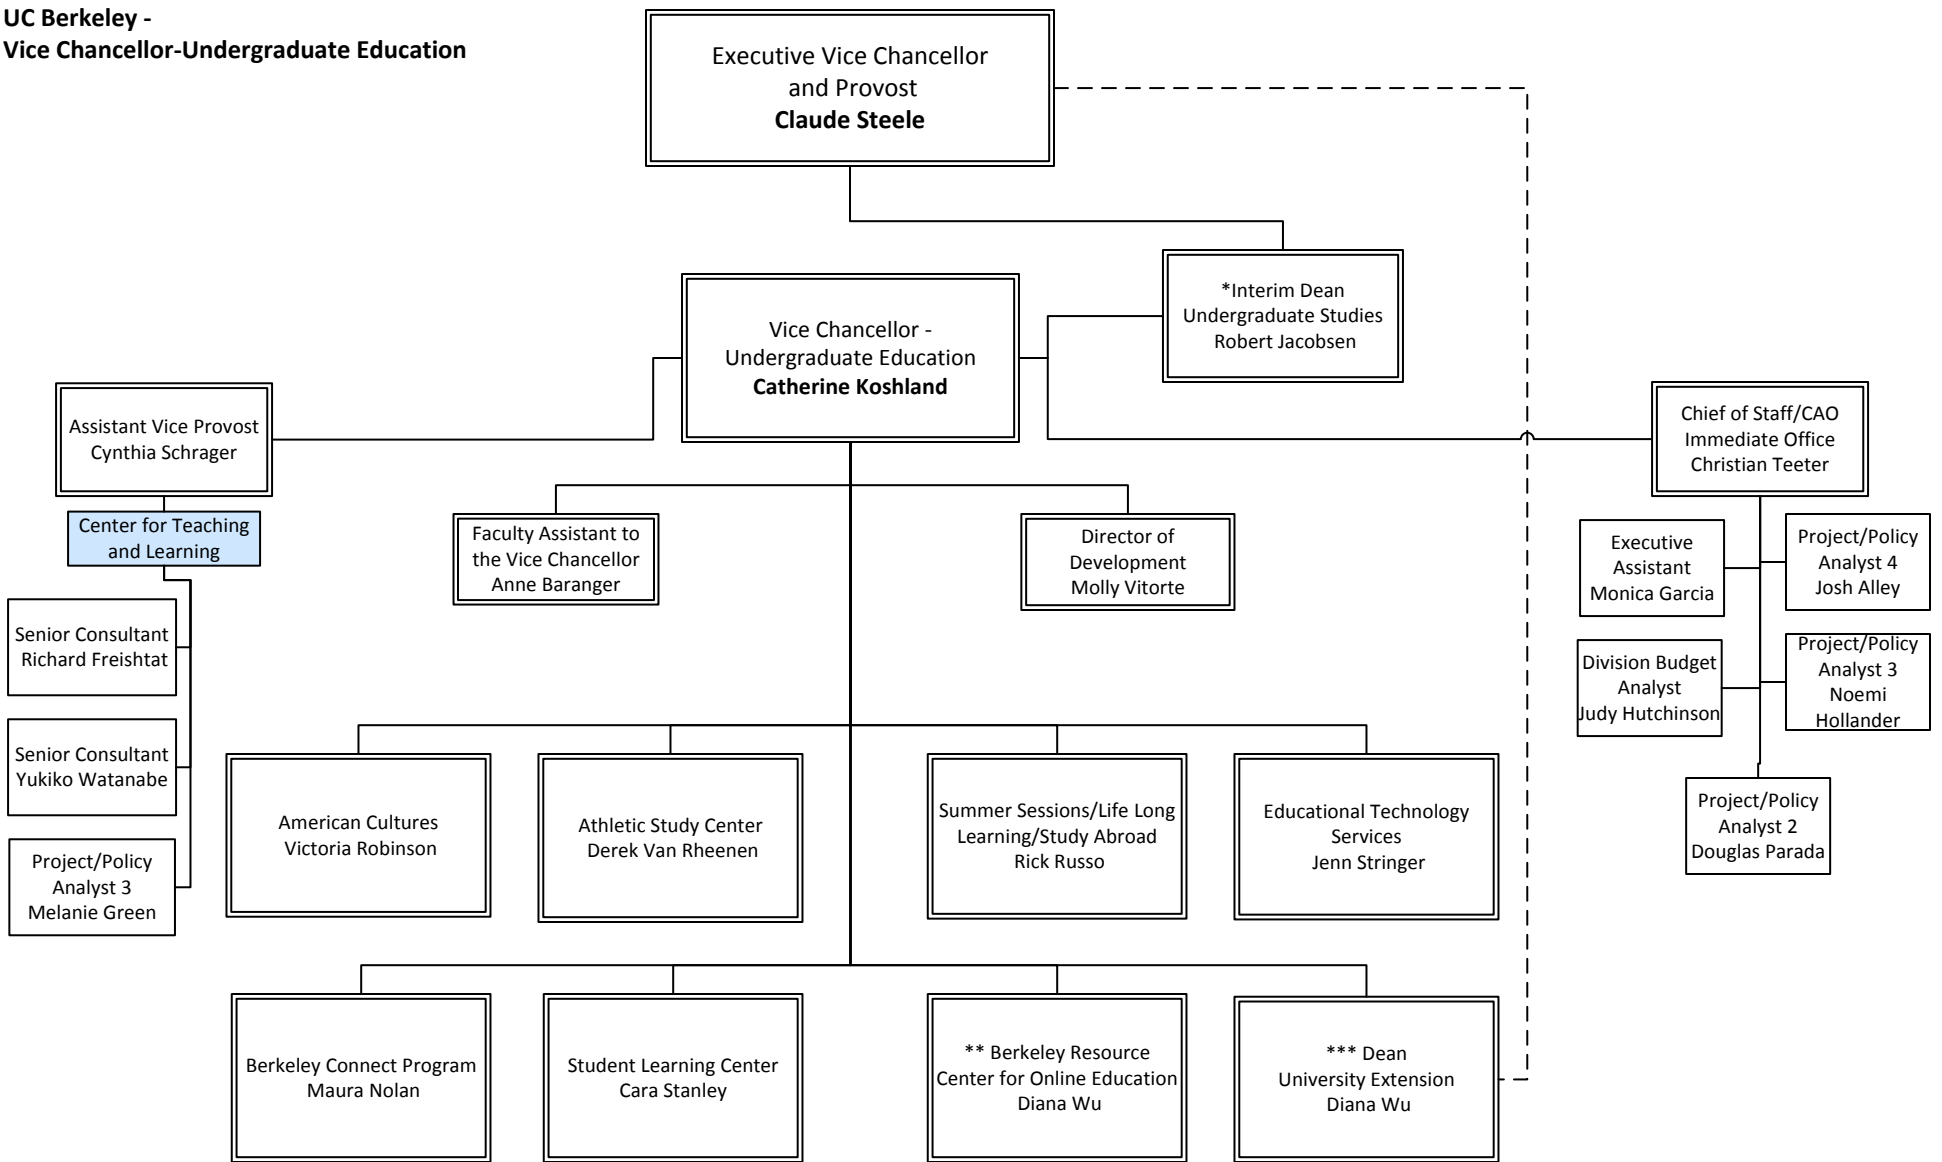 UC Berkeley -
Vice Chancellor-Undergraduate Education
Executive Vice Chancellor
and Provost
Claude Steele
*Interim Dean
Undergraduate Studies
Robert Jacobsen
Vice Chancellor -
Undergraduate Education
Catherine Koshland
Assistant Vice Provost
Cynthia Schrager
Chief of Staff/CAO
Immediate Office
Christian Teeter
Center for Teaching
and Learning
Faculty Assistant to
the Vice Chancellor
Anne Baranger
Director of
Development
Molly Vitorte
Executive
Assistant
Monica Garcia
Project/Policy
Analyst 4
Josh Alley
Senior Consultant
Richard Freishtat
Division Budget
Analyst
Judy Hutchinson
Project/Policy
Analyst 3
Noemi
Hollander
Senior Consultant
Yukiko Watanabe
Project/Policy
Analyst 3
Melanie Green
American Cultures
Victoria Robinson
Athletic Study Center
Derek Van Rheenen
Summer Sessions/Life Long
Learning/Study Abroad
Rick Russo
Educational Technology
Services
Jenn Stringer
Project/Policy
Analyst 2
Douglas Parada
Berkeley Connect Program
Maura Nolan
Student Learning Center
Cara Stanley
** Berkeley Resource
Center for Online Education
Diana Wu
*** Dean
University Extension
Diana Wu